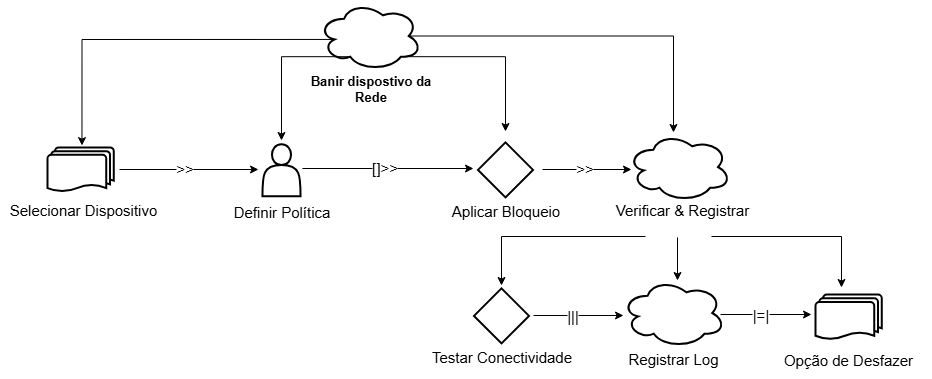 Banir dispostivo da
Rede
>>
[]>>
>>
Selecionar Dispositivo
Definir Política
Aplicar Bloqueio
Verificar & Registrar
|||
|=|
Testar Conectividade
Registrar Log
Opção de Desfazer